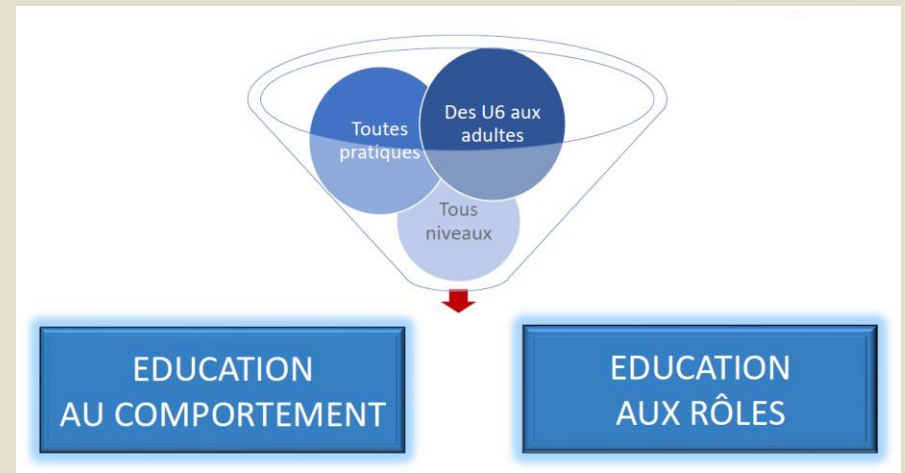 Des U6 aux
adultes
Toutes
pratiques
Tous
niveaux
EDUCATION
AU COMPORTEMENT
EDUCATION
AUX RÔLES